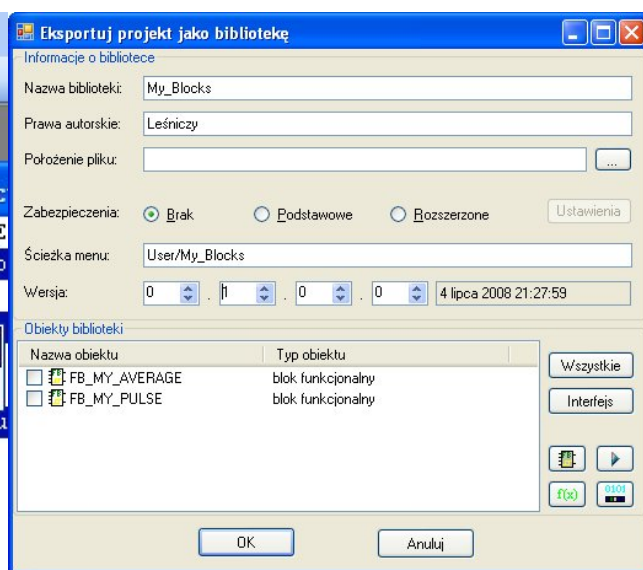 Eksportuj projekt jako bibliotekę
Informacje o bibliotece
Nazwa biblioteki: My_Blocks
Prawa autorskie: Leśniczy
Położenie pliku: ...
Zabezpieczenia: Brak Podstawowe Rozszerzone Ustawienia
Ścieżka menu: User/My_Blocks
Wersja: 0 . 1 . 0 . 0 4 lipca 2008 21:27:59
Obiekty biblioteki
Nazwa obiektu Typ obiektu
Wszystkie
FB_MY_AVERAGE blok funkcjonalny
FB_MY_PULSE blok funkcjonalny
Interfejs
f(x) 0101
OK Anuluj